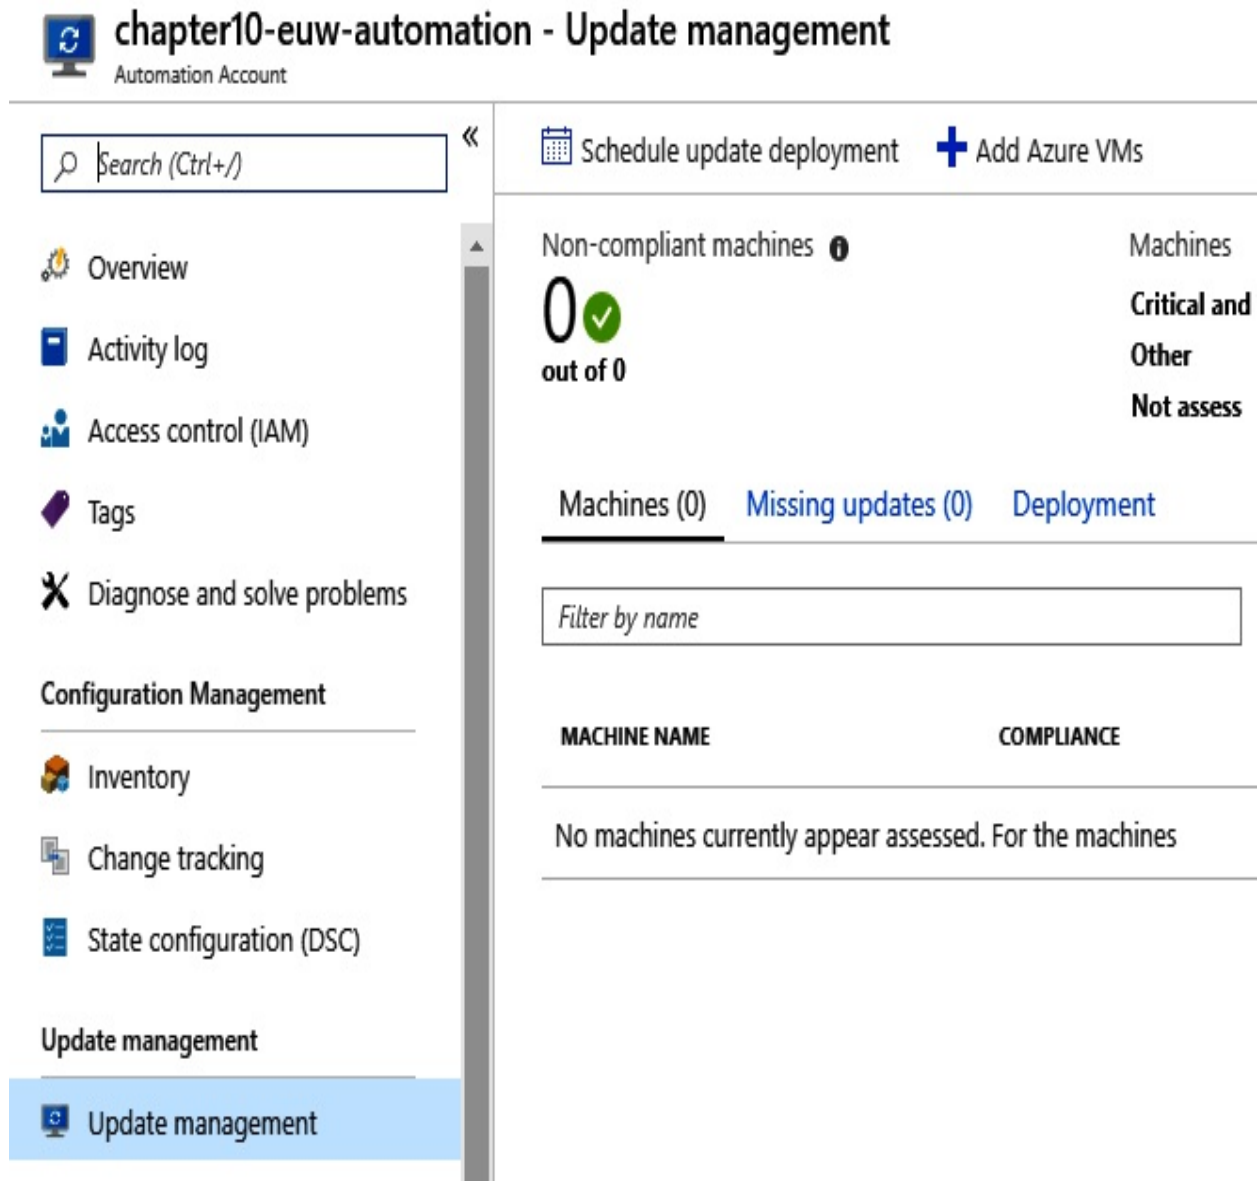 chapter10-euw-automation - Update management
Automation Account
Search (Ctrl+/)
«
Overview
Activity log
Access control (IAM)
Tags
Diagnose and solve problems
Configuration Management
Inventory
Change tracking
State configuration (DSC)
Update management
Update management
Schedule update deployment
Add Azure VMs
Non-compliant machines
0
out of 0
Machines
Critical and
Other
Not assess
Machines (0)
Missing updates (0)
Deployment
Filter by name
MACHINE NAME
COMPLIANCE
No machines currently appear assessed. For the machines